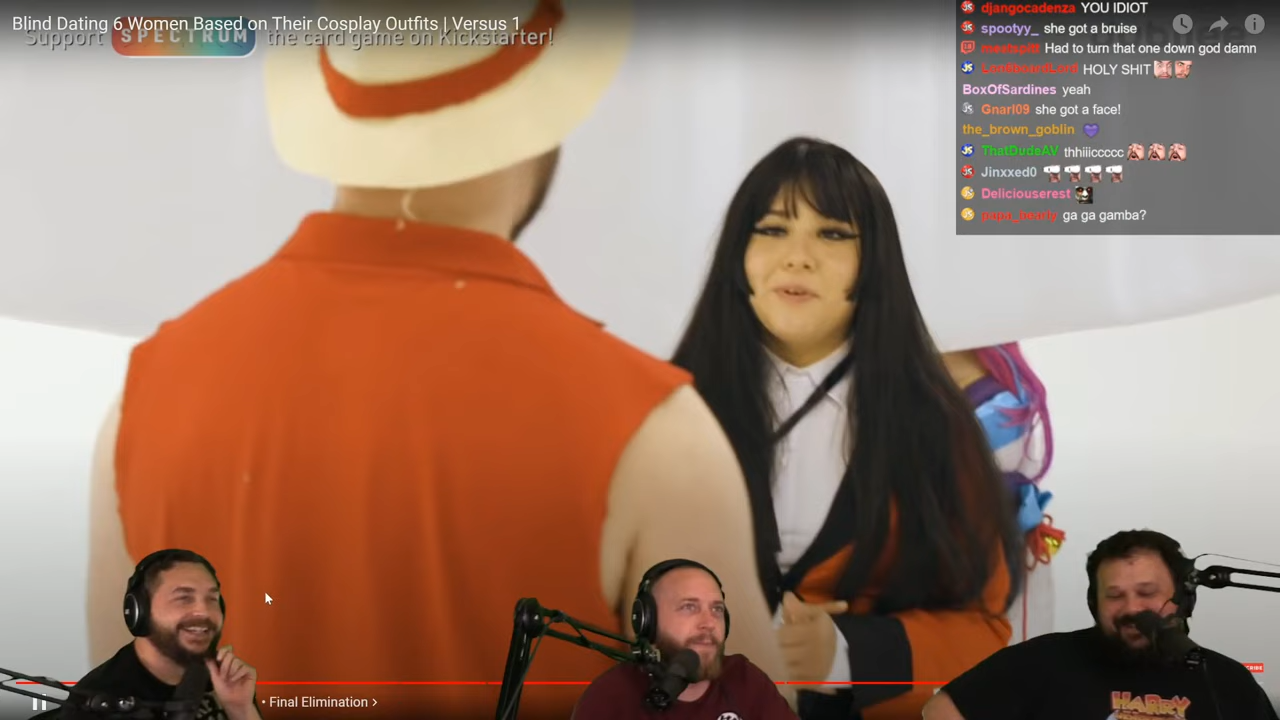 Blind Dating 6 Women Based on Their Cosplay Outfits | Versus 1
Support SPECTRUM the card game on Kickstarter!
djangocadenza YOU IDIOT
spootyy_ she got a bruise
Had to turn that one down god damn
HOLY SHIT
BoxOfSardines yeah
Gnarl09 she got a face!
the_brown_goblin
ThatDudeAV thhiiiccccc
Jinxxed0
Deliciouserest
papa_bearly ga ga gamba?
• Final Elimination >
HARRY